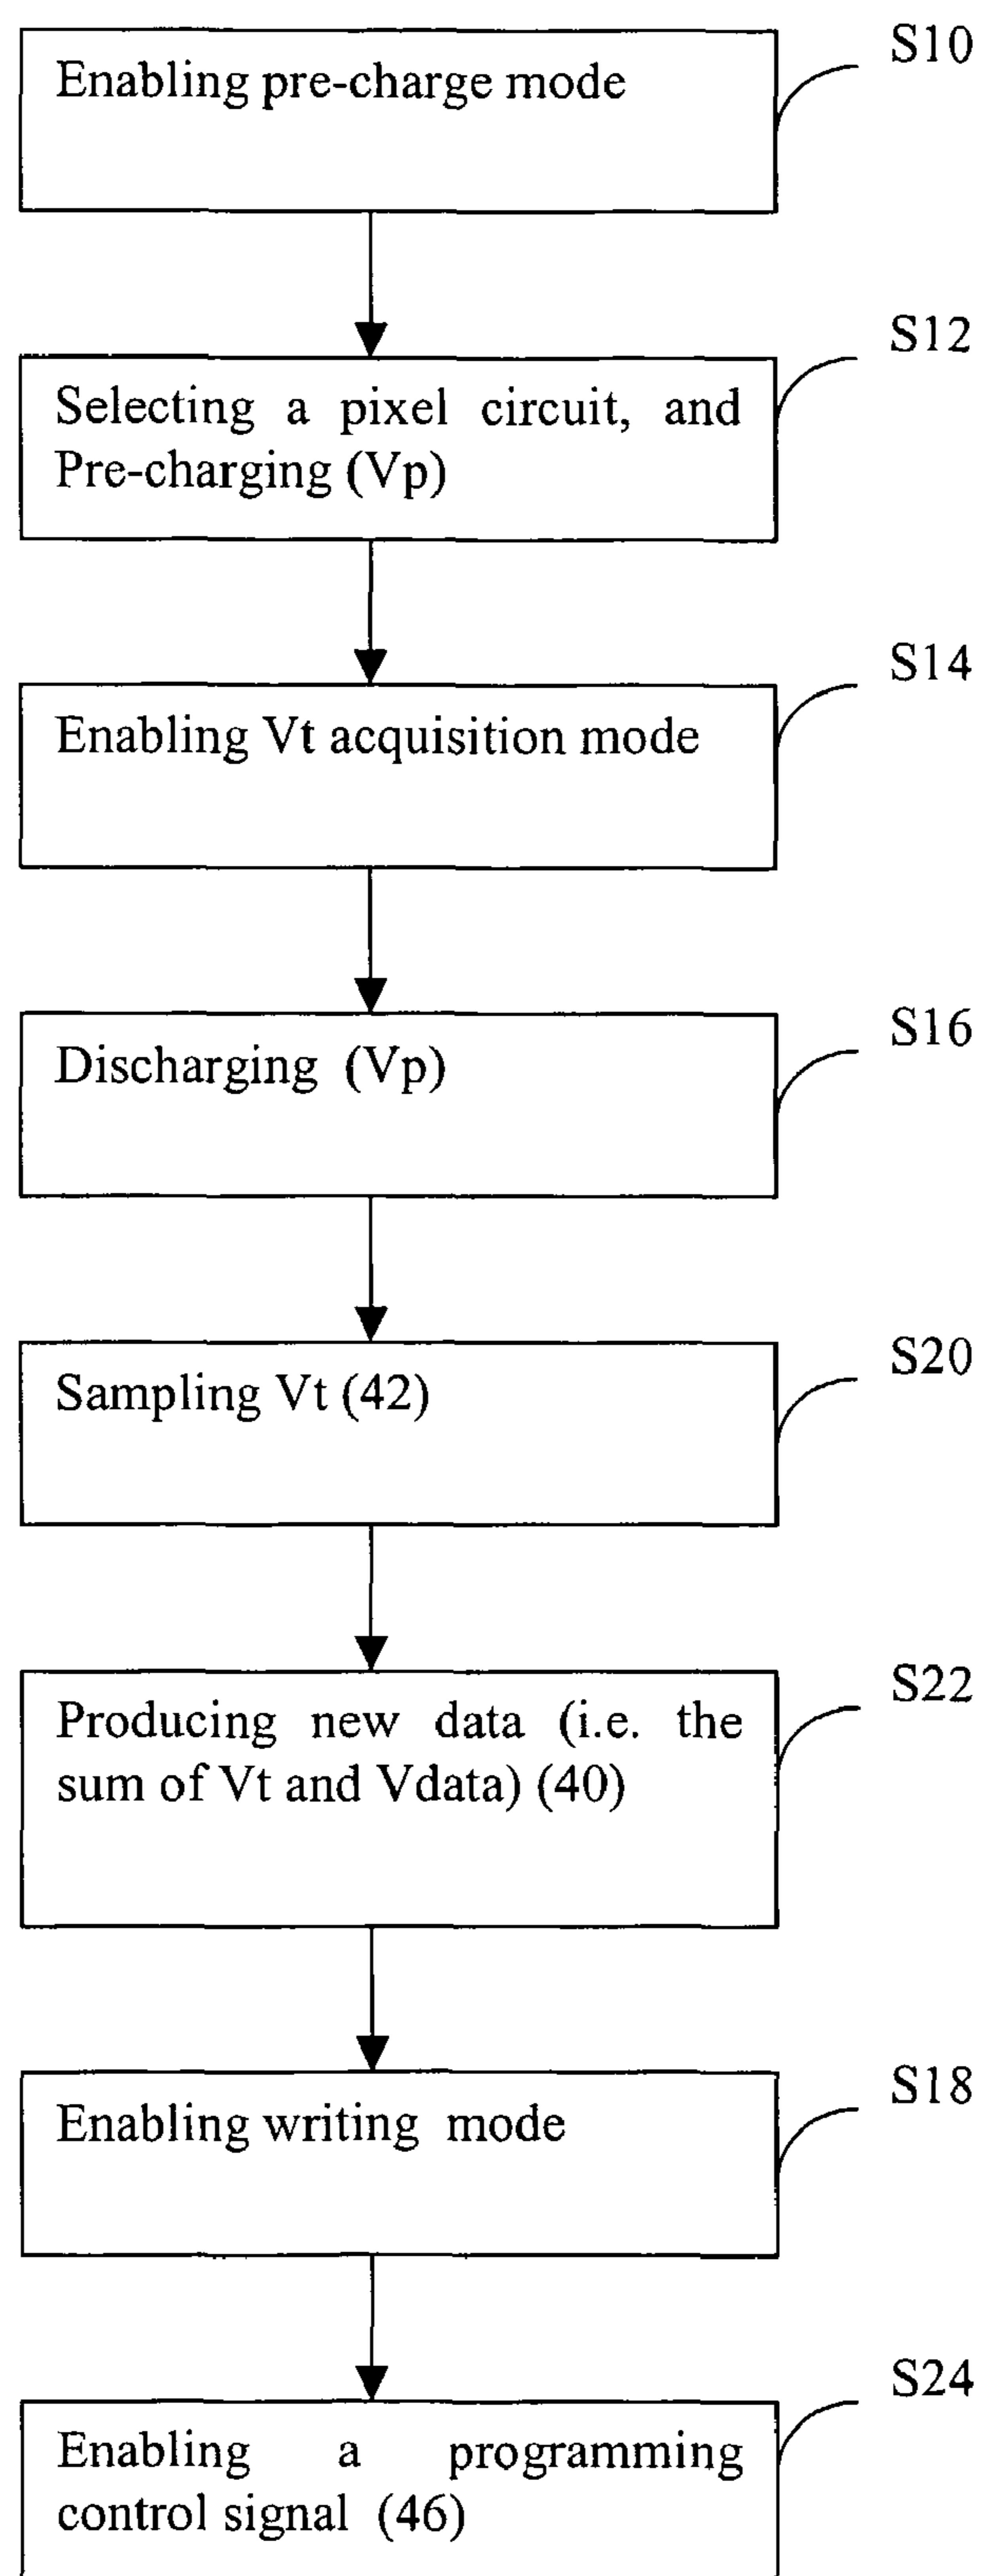 S10
Enabling pre-charge mode
S12
Selecting a pixel circuit, and
Pre-charging (Vp)
S14
Enabling Vt acquisition mode
S16
Discharging (Vp)
S20
Sampling Vt (42)
S22
Producing new data (i.e. the
sum of Vt and Vdata) (40)
S18
Enabling writing mode
S24
Enabling a programming
control signal (46)